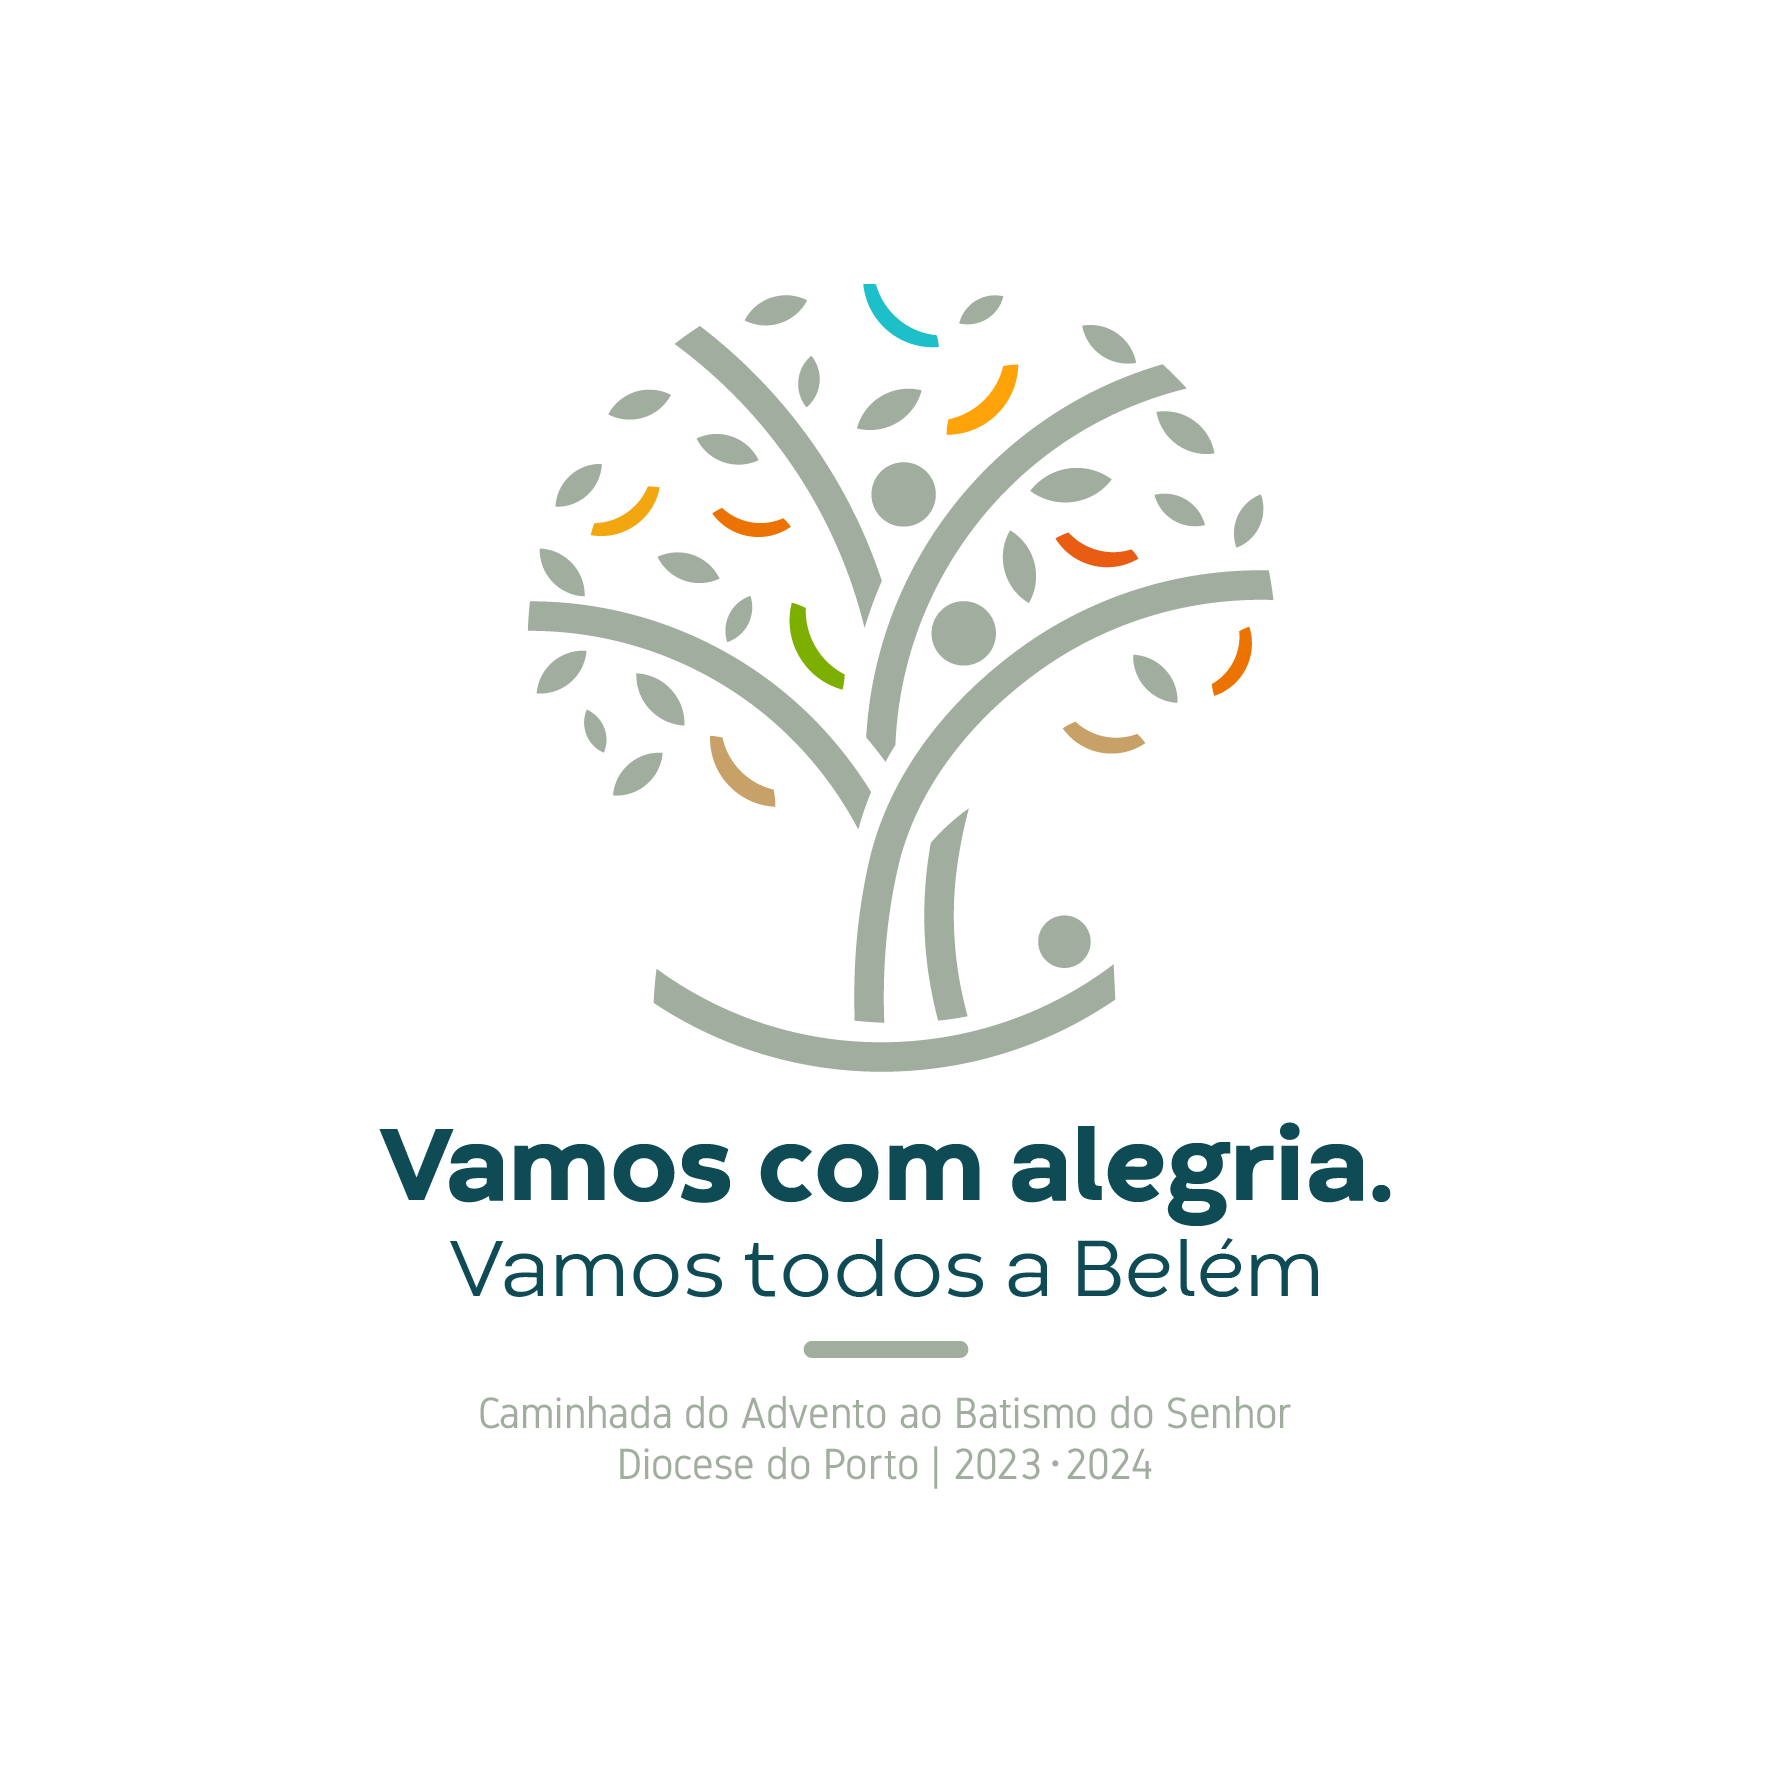 Vamos com alegria.
Vamos todos a Belém
Caminhada do Advento ao Batismo do Senhor
Diocese do Porto | 2023·2024